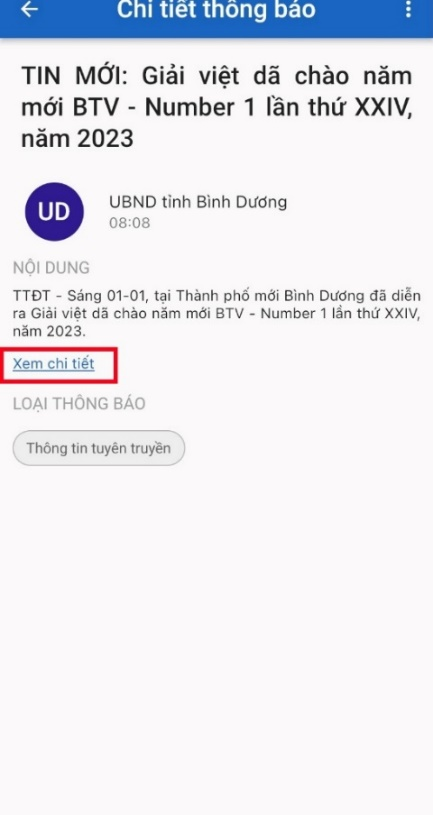 Chi tiết thông báo
TIN MỚI: Giải việt dã chào năm
mới BTV - Number 1 lần thứ XXIV,
năm 2023
UD
UBND tỉnh Bình Dương
08:08
NỘI DUNG
TTĐT - Sáng 01-01, tại Thành phố mới Bình Dương đã diễn
ra Giải việt dã chào năm mới BTV - Number 1 lần thứ XXIV,
năm 2023.
Xem chi tiết
LOẠI THÔNG BÁO
Thông tin tuyên truyền